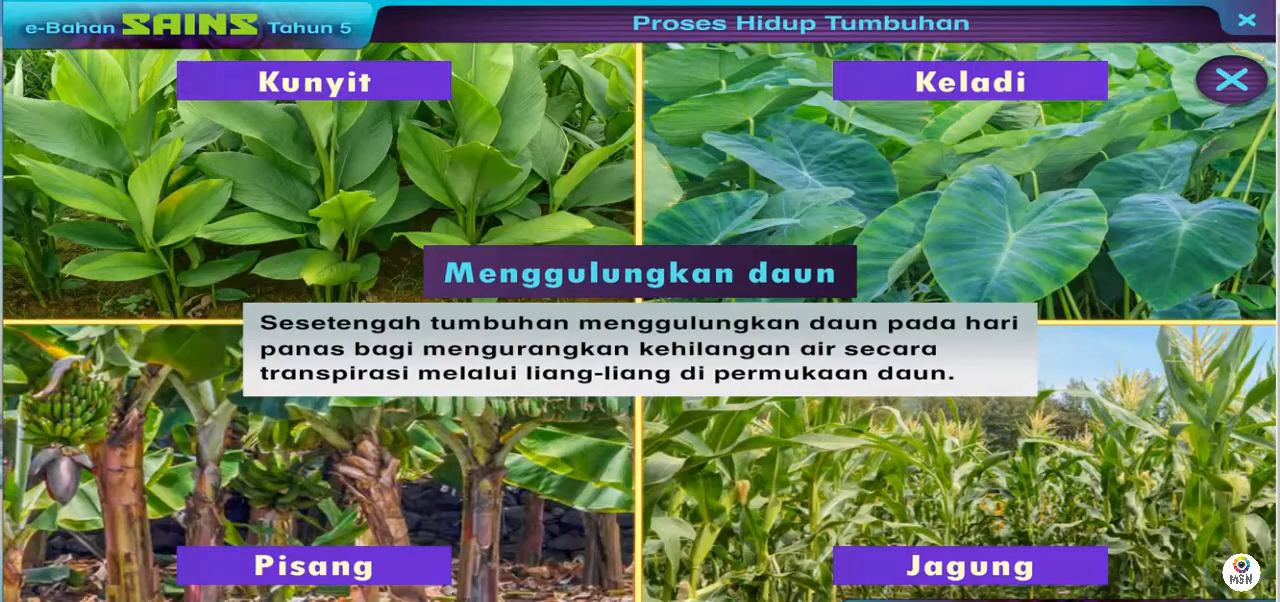 e-Bahan SAINS Tahun 5
Proses Hidup Tumbuhan
Kunyit
Keladi
Menggulungkan daun
Sesetengah tumbuhan menggulungkan daun pada hari
panas bagi mengurangkan kehilangan air secara
transpirasi melalui liang-liang di permukaan daun.
Pisang
Jagung
MSN